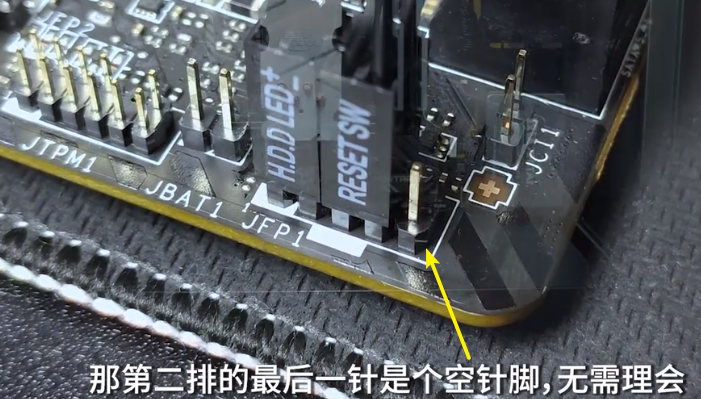 JFP2
JTPM1
JBAT1
JFP1
H.D.D LED+
-
RESET SW
JCI1
那第二排的最后一针是个空针脚,无需理会